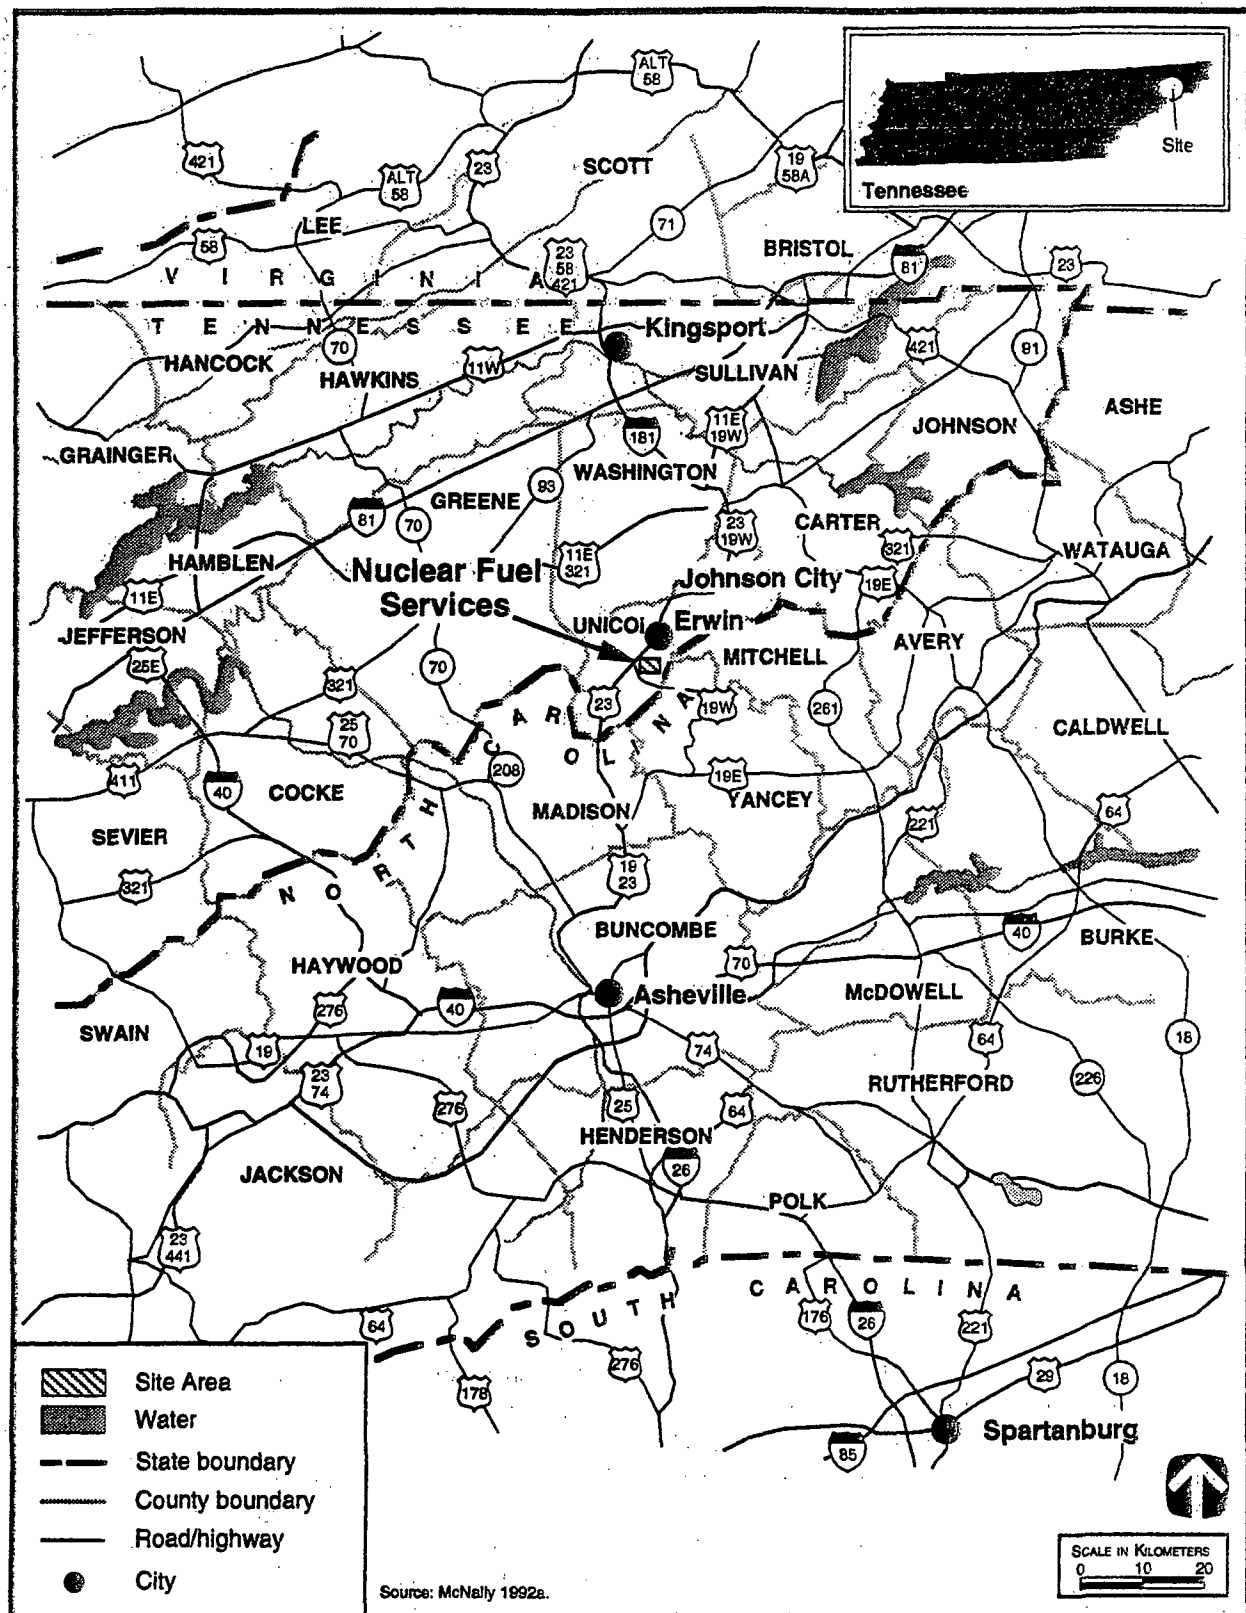 ALT
58
421
23
SCOTT
19
58A
Site
Tennessee
ALT
58
LEE
71
58
BRISTOL
23
58
421
81
23
VIRGINIA
TENNESSEE
Kingsport
70
421
91
HANCOCK
HAWKINS
11W
SULLIVAN
ASHE
11E
19W
JOHNSON
181
GRAINGER
WASHINGTON
93
GREENE
81
70
23
19W
CARTER
321
WATAUGA
HAMBLEN
11E
321
Nuclear Fuel
Services
Johnson City
19E
11E
JEFFERSON
UNICOi
Erwin
AVERY
25E
70
MITCHELL
321
23
19W
261
25
70
CALDWELL
NORTH CAROLINA
208
411
40
19E
COCKE
MADISON
YANCEY
64
SEVIER
221
19
23
321
BUNCOMBE
40
BURKE
HAYWOOD
70
McDOWELL
276
40
Asheville
SWAIN
64
18
19
74
23
74
RUTHERFORD
226
276
25
64
HENDERSON
26
JACKSON
POLK
23
441
SOUTH CAROLINA
64
176
26
221
276
29
178
18
Spartanburg
85
Site Area
Water
State boundary
County boundary
Road/highway
City
Source: McNally 1992a.
SCALE IN KILOMETERS
0 10 20